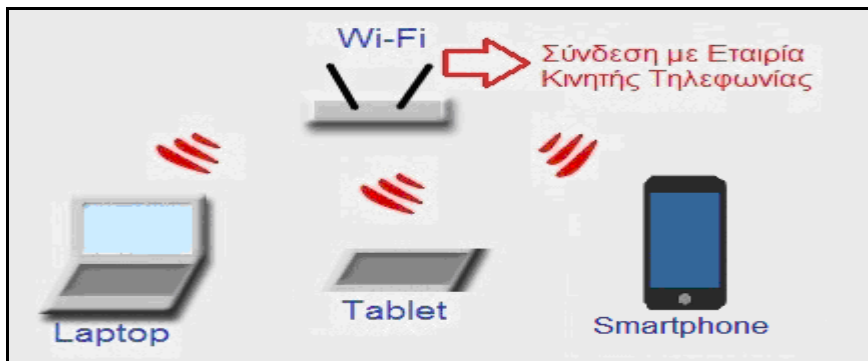 Wi-Fi
Σύνδεση με Εταιρία
Κινητής Τηλεφωνίας
Laptop
Tablet
Smartphone